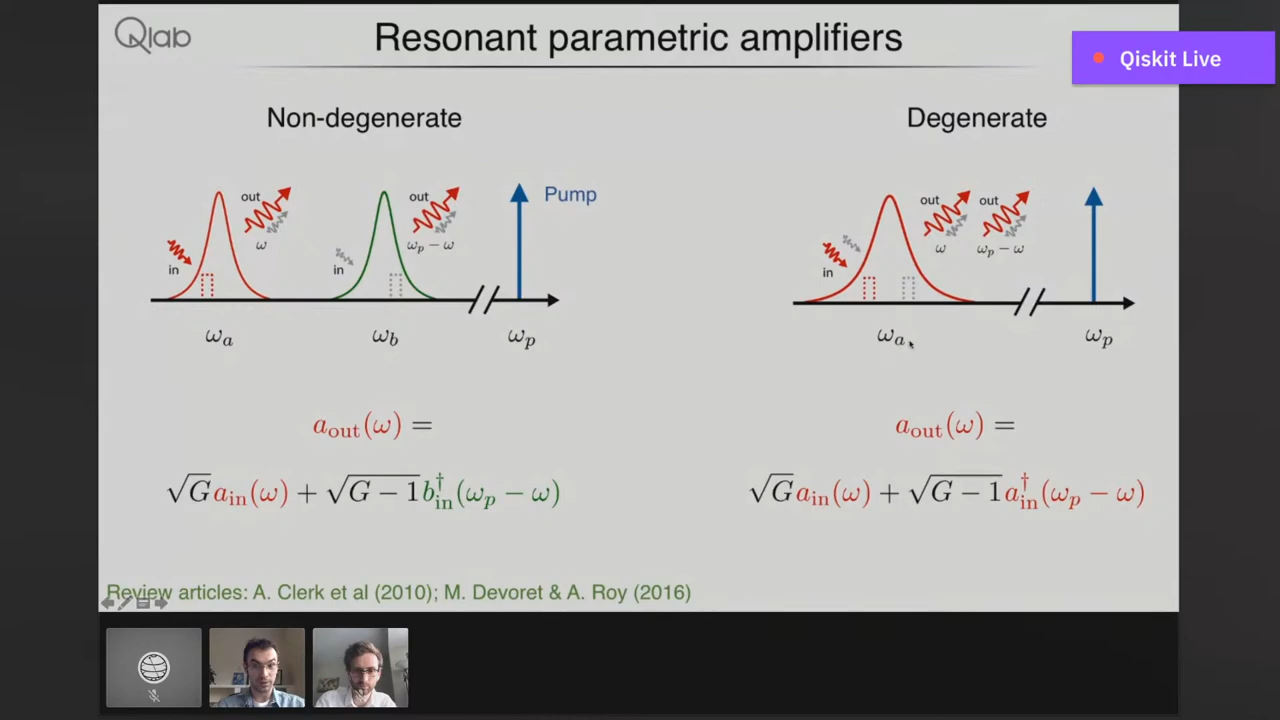 Qlab
Resonant parametric amplifiers
Qiskit Live
Non-degenerate
Degenerate
out
out
Pump
out
out
ω
ωp − ω
ω
ωp − ω
in
in
in
ωa
ωb
ωp
ωa
ωp
aout(ω) =
aout(ω) =
√G ain(ω) + √G − 1 b†in(ωp − ω)
√G ain(ω) + √G − 1 a†in(ωp − ω)
Review articles: A. Clerk et al (2010); M. Devoret & A. Roy (2016)